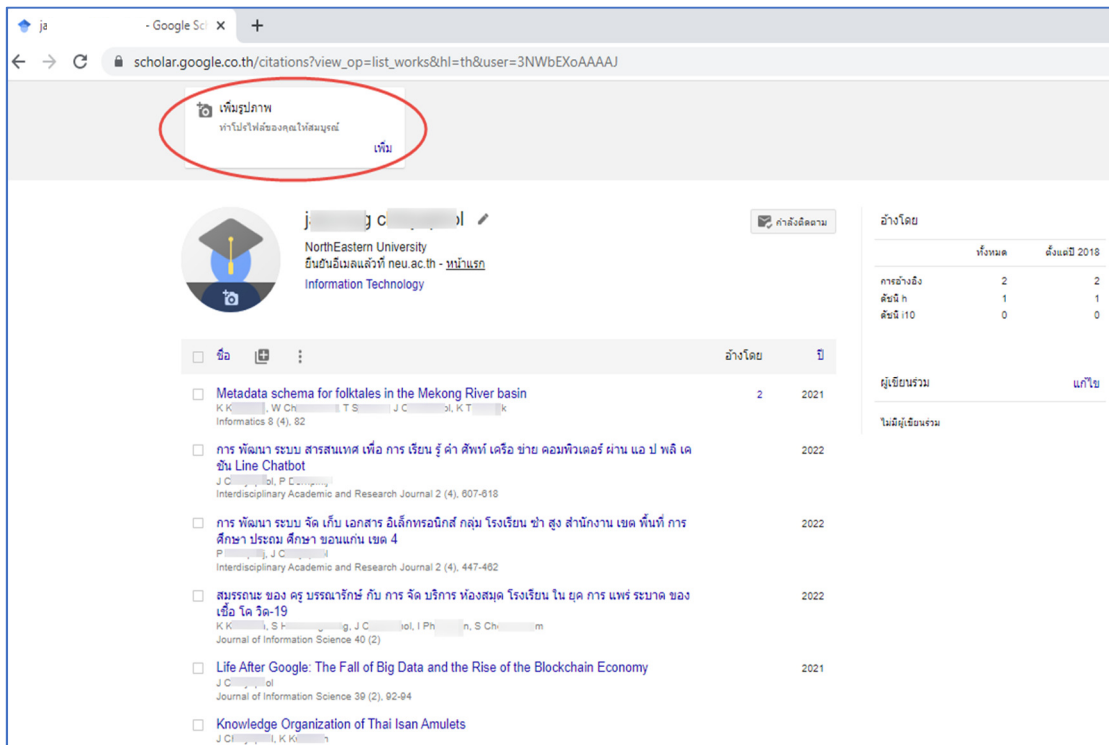 ja - Google Sch
scholar.google.co.th/citations?view_op=list_works&hl=th&user=3NWbEXoAAAAJ
เพิ่มรูปภาพ
ทำโปรไฟล์ของคุณให้สมบูรณ์
เพิ่ม
j g c l
NorthEastern University
ยืนยันอีเมลแล้วที่ neu.ac.th - หน้าแรก
Information Technology
กำลังติดตาม
ชื่อ อ้างโดย ปี
Metadata schema for folktales in the Mekong River basin 2 2021
K K , W Ch T S J C ol, K T k
Informatics 8 (4), 82
การ พัฒนา ระบบ สารสนเทศ เพื่อ การ เรียน รู้ คำ ศัพท์ เครือ ข่าย คอมพิวเตอร์ ผ่าน แอ ป พลิ เค 2022
ชัน Line Chatbot
J C ol, P D
Interdisciplinary Academic and Research Journal 2 (4), 607-618
การ พัฒนา ระบบ จัด เก็บ เอกสาร อิเล็กทรอนิกส์ กลุ่ม โรงเรียน ซำ สูง สำนักงาน เขต พื้นที่ การ 2022
ศึกษา ประถม ศึกษา ขอนแก่น เขต 4
P j, J C l
Interdisciplinary Academic and Research Journal 2 (4), 447-462
สมรรถนะ ของ ครู บรรณารักษ์ กับ การ จัด บริการ ห้องสมุด โรงเรียน ใน ยุค การ แพร่ ระบาด ของ 2022
เชื้อ โค วิด-19
K K , S H g, J C ol, I Ph n, S Ch m
Journal of Information Science 40 (2)
Life After Google: The Fall of Big Data and the Rise of the Blockchain Economy 2021
J C ol
Journal of Information Science 39 (2), 92-94
Knowledge Organization of Thai Isan Amulets
J C l, K K n
อ้างโดย
ทั้งหมด ตั้งแต่ปี 2018
การอ้างอิง 2 2
ดัชนี h 1 1
ดัชนี i10 0 0
ผู้เขียนร่วม แก้ไข
ไม่มีผู้เขียนร่วม